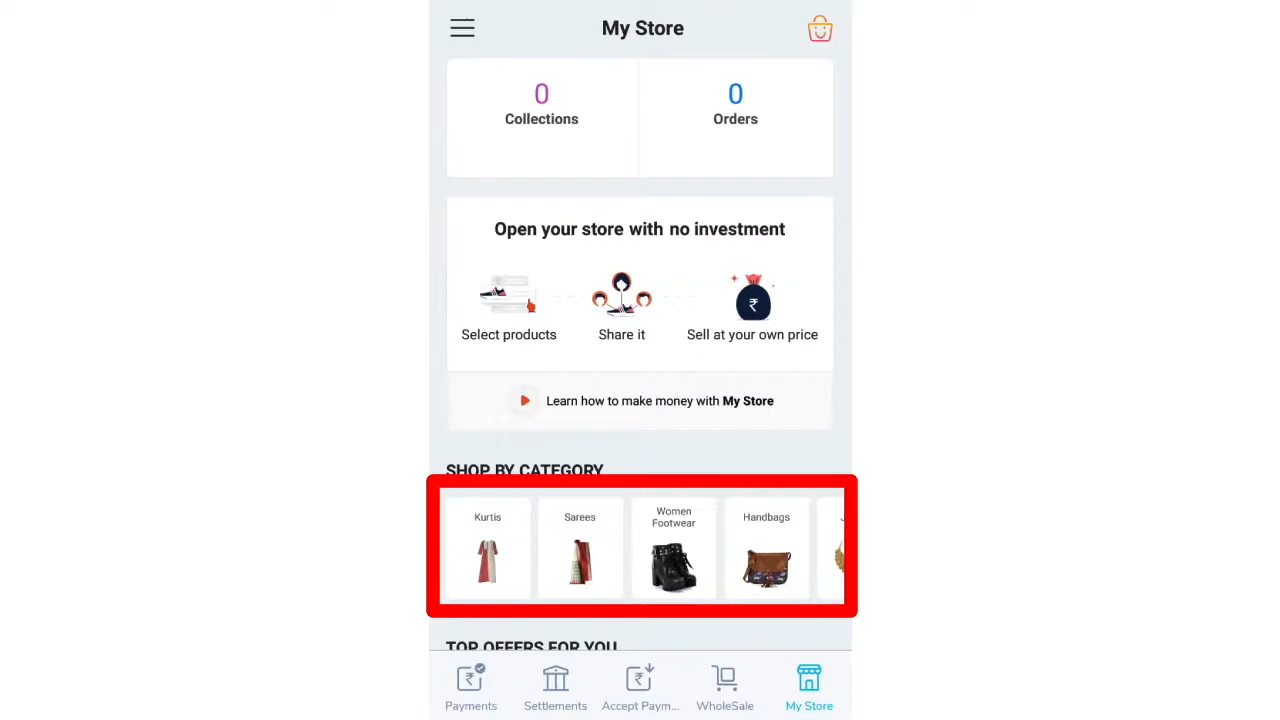 My Store
0
Collections
0
Orders
Open your store with no investment
₹
Select products
Share it
Sell at your own price
Learn how to make money with My Store
SHOP BY CATEGORY
Kurtis
Sarees
Women
Footwear
Handbags
TOP OFFERS FOR YOU
₹
₹
Payments
Settlements
Accept Paym...
WholeSale
My Store